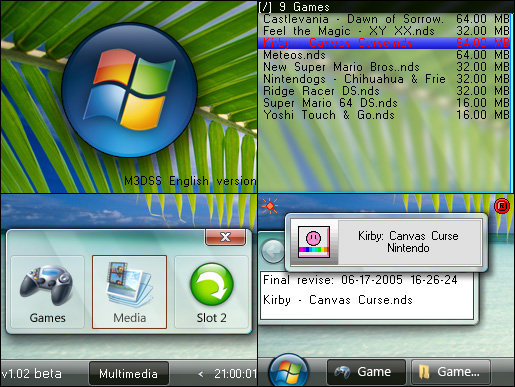 [/] 9 Games
Castlevania - Dawn of Sorrow. 64.00 MB
Feel the Magic - XY XX.nds 32.00 MB
Kirby - Canvas Curse.nds 64.00 MB
Meteos.nds 64.00 MB
New Super Mario Bros..nds 32.00 MB
Nintendogs - Chihuahua & Frie 32.00 MB
Ridge Racer DS.nds 32.00 MB
Super Mario 64 DS.nds 16.00 MB
Yoshi Touch & Go.nds 16.00 MB
M3DSS English version
Games
Media
Slot 2
v1.02 beta
Multimedia
< 21:00:01
Kirby: Canvas Curse
Nintendo
Final revise: 06-17-2005 16-26-24
Kirby - Canvas Curse.nds
Game
Game...